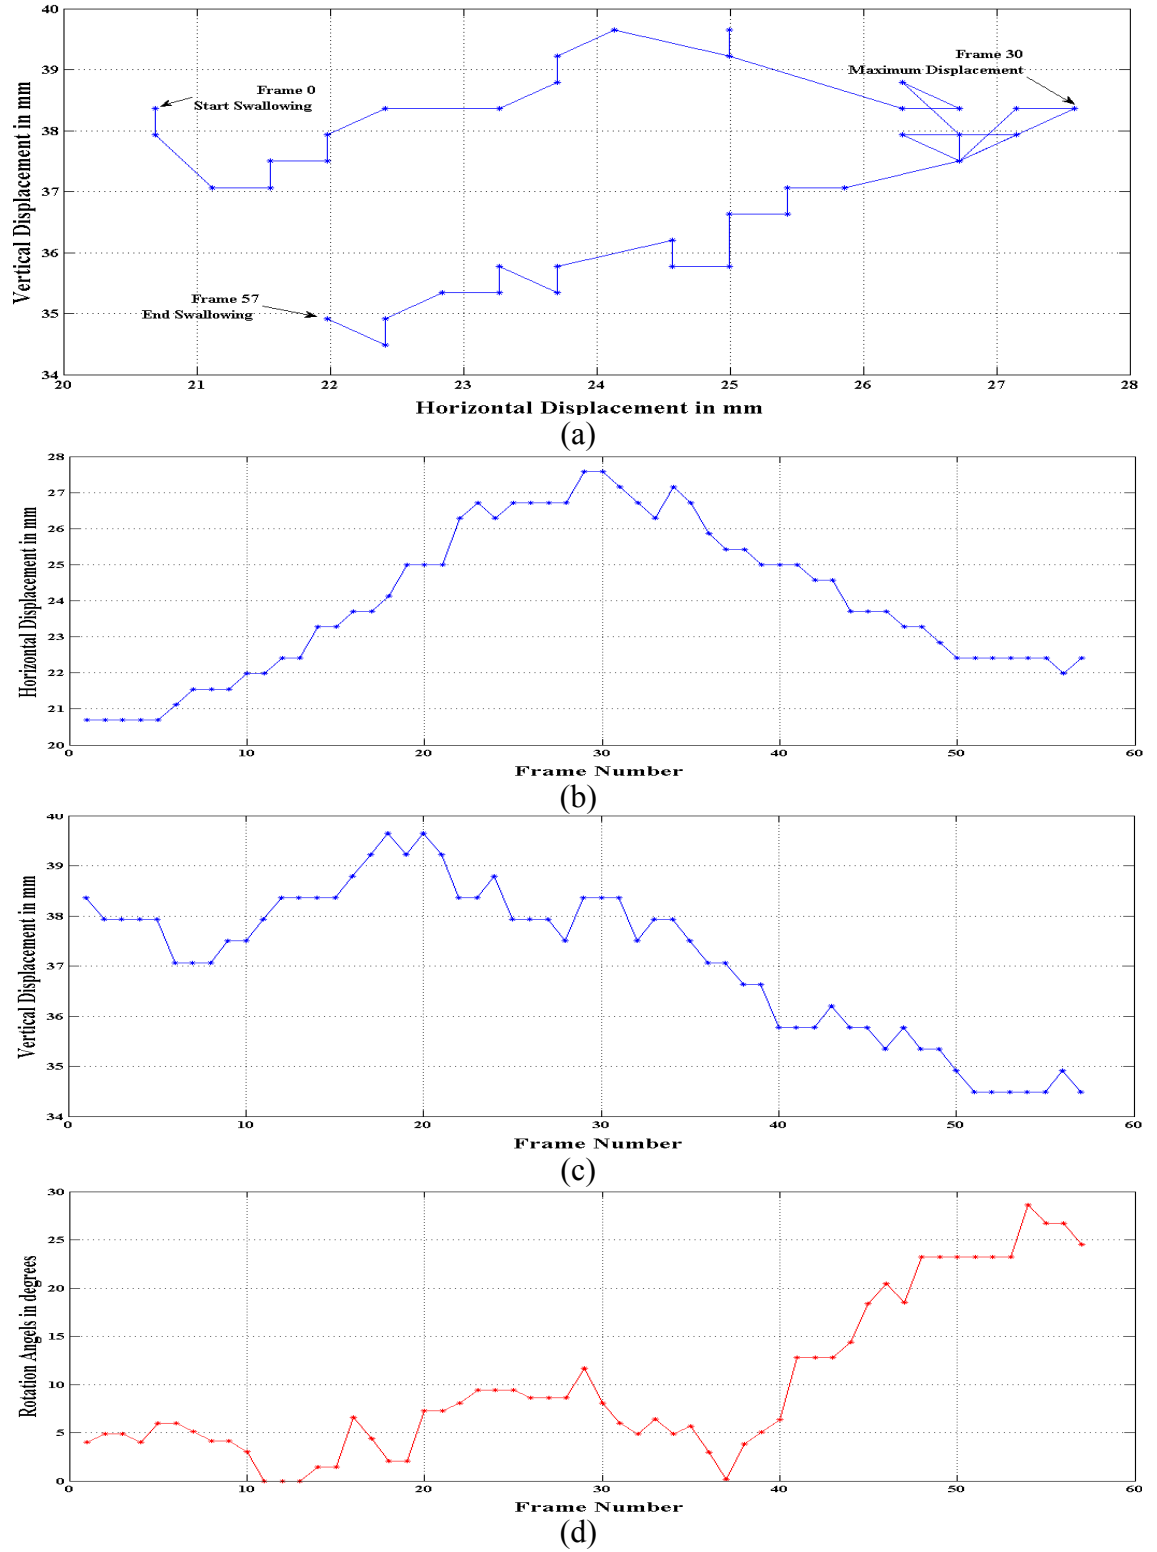 40
39
38
37
36
35
34
Vertical Displacement in mm
Frame 0
Start Swallowing
Frame 30
Maximum Displacement
Frame 57
End Swallowing
20 21 22 23 24 25 26 27 28
Horizontal Displacement in mm
(a)
28
27
26
25
24
23
22
21
20
Horizontal Displacement in mm
0 10 20 30 40 50 60
Frame Number
(b)
40
39
38
37
36
35
34
Vertical Displacement in mm
0 10 20 30 40 50 60
Frame Number
(c)
30
25
20
15
10
5
0
Rotation Angels in degrees
0 10 20 30 40 50 60
Frame Number
(d)